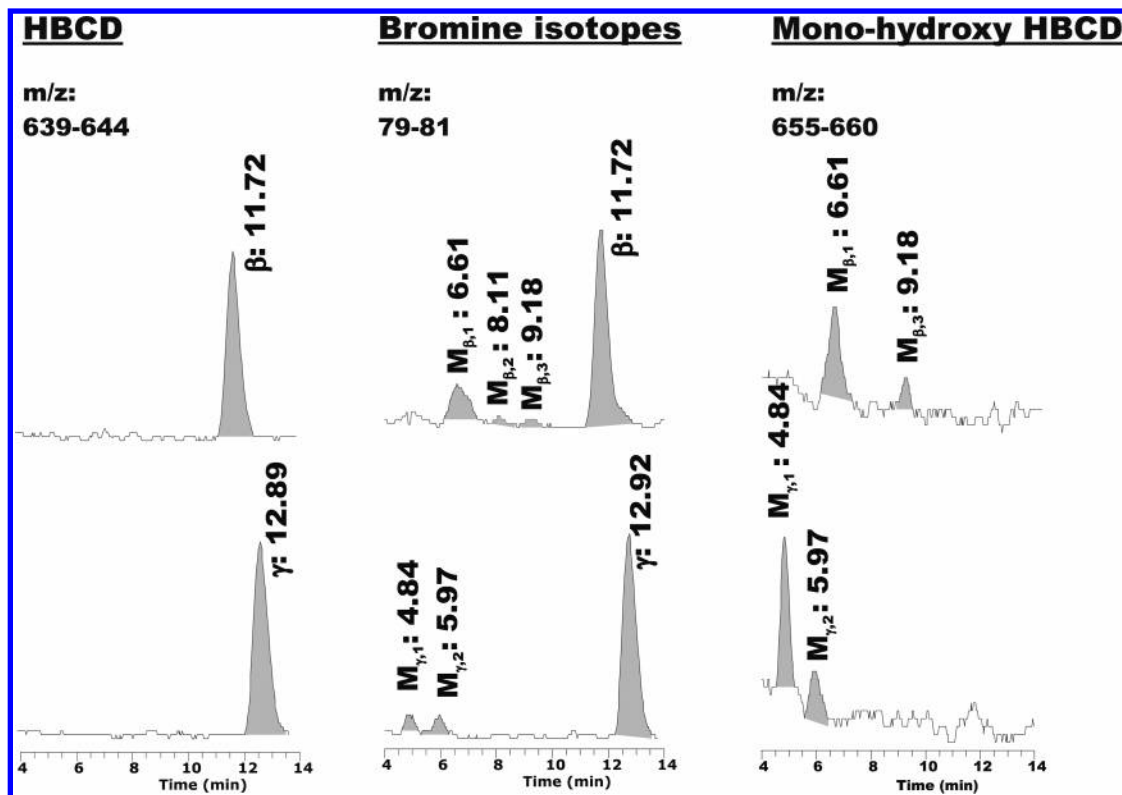 HBCD
m/z:
639-644
β: 11.72
γ: 12.89
4 6 8 10 12 14
Time (min)
Bromine isotopes
m/z:
79-81
Mβ,1 : 6.61
Mβ,2 : 8.11
Mβ,3 : 9.18
β: 11.72
Mγ,1 : 4.84
Mγ,2 : 5.97
γ: 12.92
4 6 8 10 12 14
Time (min)
Mono-hydroxy HBCD
m/z:
655-660
Mβ,1 : 6.61
Mβ,3 : 9.18
Mγ,1 : 4.84
Mγ,2 : 5.97
4 6 8 10 12 14
Time (min)